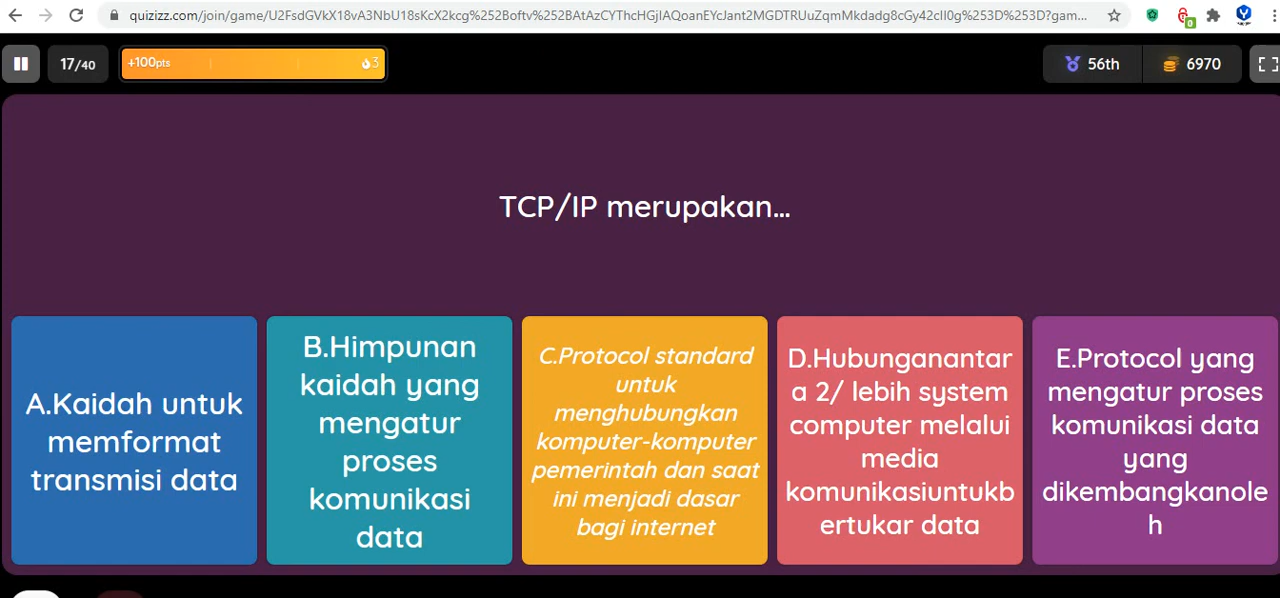 quizizz.com/join/game/U2FsdGVkX18vA3NbU18sKcX2kcg%252Boftv%252BAtAzCYThcHGjIAQoanEYcJant2MGDTRUuZqmMkdadg8cGy42cII0g%253D%253D?gam...
0
17/40
+100pts
3
56th
6970
TCP/IP merupakan...
A.Kaidah untuk
memformat
transmisi data
B.Himpunan
kaidah yang
mengatur
proses
komunikasi
data
C.Protocol standard
untuk
menghubungkan
komputer-komputer
pemerintah dan saat
ini menjadi dasar
bagi internet
D.Hubunganantar
a 2/ lebih system
computer melalui
media
komunikasiuntukb
ertukar data
E.Protocol yang
mengatur proses
komunikasi data
yang
dikembangkanole
h